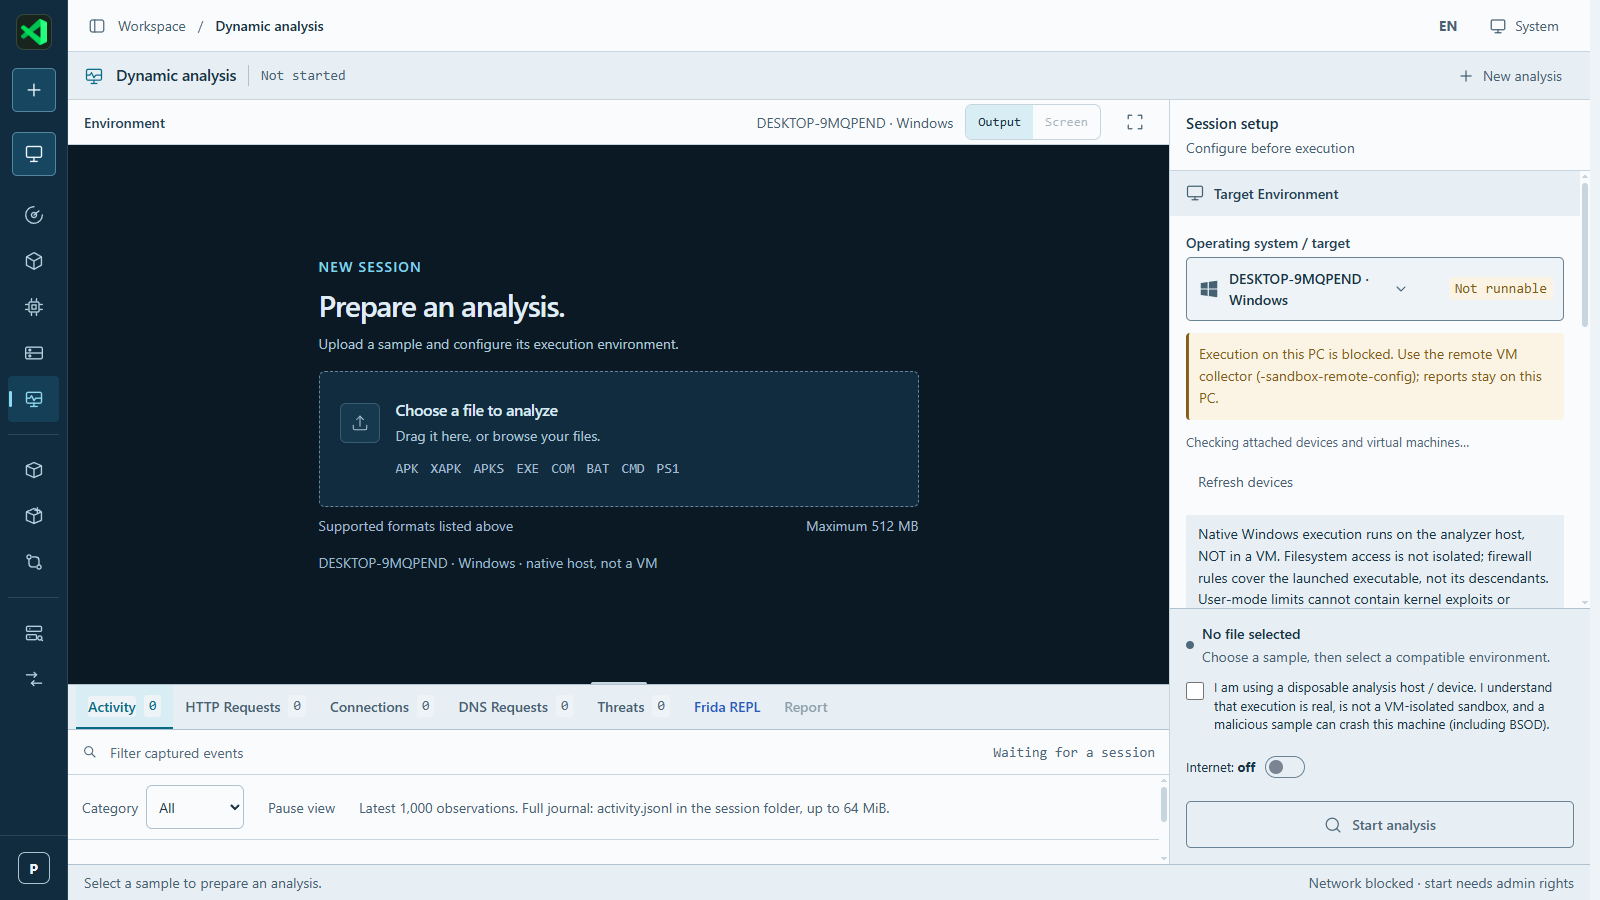 Workspace / Dynamic analysis
EN
System
Dynamic analysis
Not started
New analysis
Environment
DESKTOP-9MQPEND · Windows
Output
Screen
NEW SESSION
Prepare an analysis.
Upload a sample and configure its execution environment.
Choose a file to analyze
Drag it here, or browse your files.
APK XAPK APKS EXE COM BAT CMD PS1
Supported formats listed above
Maximum 512 MB
DESKTOP-9MQPEND · Windows · native host, not a VM
Activity 0
HTTP Requests 0
Connections 0
DNS Requests 0
Threats 0
Frida REPL
Report
Filter captured events
Waiting for a session
Category
All
Pause view
Latest 1,000 observations. Full journal: activity.jsonl in the session folder, up to 64 MiB.
Session setup
Configure before execution
Target Environment
Operating system / target
DESKTOP-9MQPEND ·
Windows
Not runnable
Execution on this PC is blocked. Use the remote VM
collector (-sandbox-remote-config); reports stay on this
PC.
Checking attached devices and virtual machines...
Refresh devices
Native Windows execution runs on the analyzer host,
NOT in a VM. Filesystem access is not isolated; firewall
rules cover the launched executable, not its descendants.
User-mode limits cannot contain kernel exploits or
No file selected
Choose a sample, then select a compatible environment.
I am using a disposable analysis host / device. I understand
that execution is real, is not a VM-isolated sandbox, and a
malicious sample can crash this machine (including BSOD).
Internet: off
Start analysis
P
Select a sample to prepare an analysis.
Network blocked · start needs admin rights